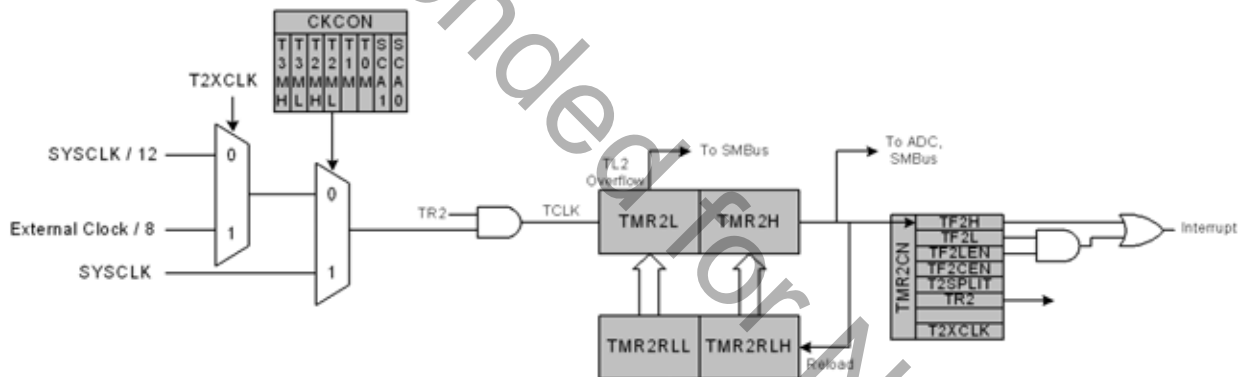 CKCON
T3MH T3ML T2MH T2ML T1M T0M SCA1 SCA0
T2XCLK
SYSCLK / 12
0
External Clock / 8
1
SYSCLK
0
1
TR2
TCLK
TL2
Overflow
To SMBus
TMR2L
TMR2H
To ADC,
SMBus
TMR2RLL
TMR2RLH
Reload
TMR2CN
TF2H
TF2L
TF2LEN
TF2CEN
T2SPLIT
TR2
T2XCLK
Interrupt
nded for N